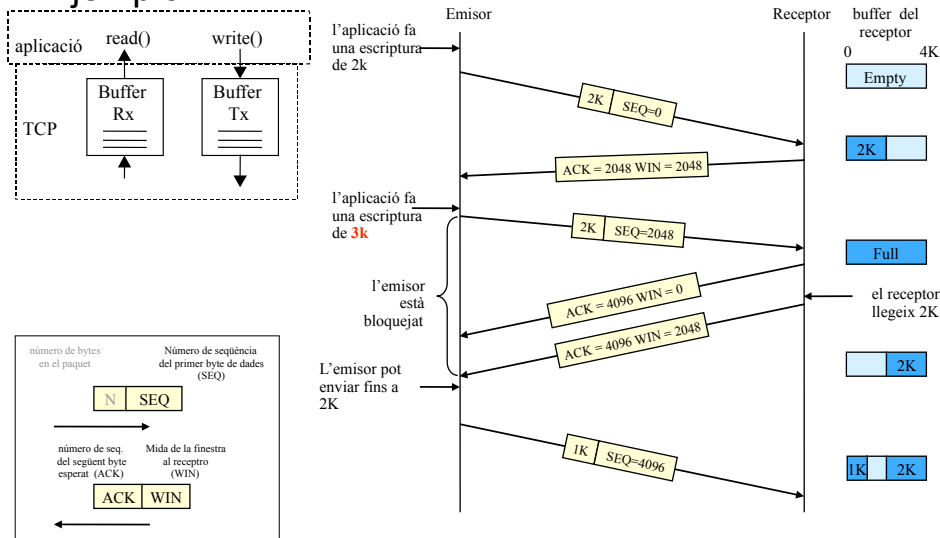 aplicació
read()
write()
TCP
Buffer
Rx
Buffer
Tx
número de bytes
en el paquet
Número de seqüència
del primer byte de dades
(SEQ)
N
SEQ
número de seq.
del següent byte
esperat (ACK)
Mida de la finestra
al receptro
(WIN)
ACK
WIN
Emisor
Receptor
buffer del
receptor
0
4K
l’aplicació fa
una escriptura
de 2k
Empty
2K
SEQ=0
2K
ACK = 2048 WIN = 2048
l’aplicació fa
una escriptura
de 3k
2K
SEQ=2048
Full
l’emisor
està
bloquejat
ACK = 4096 WIN = 0
el receptor
llegeix 2K
ACK = 4096 WIN = 2048
2K
L’emisor pot
enviar fins a
2K
1K
SEQ=4096
1K
2K